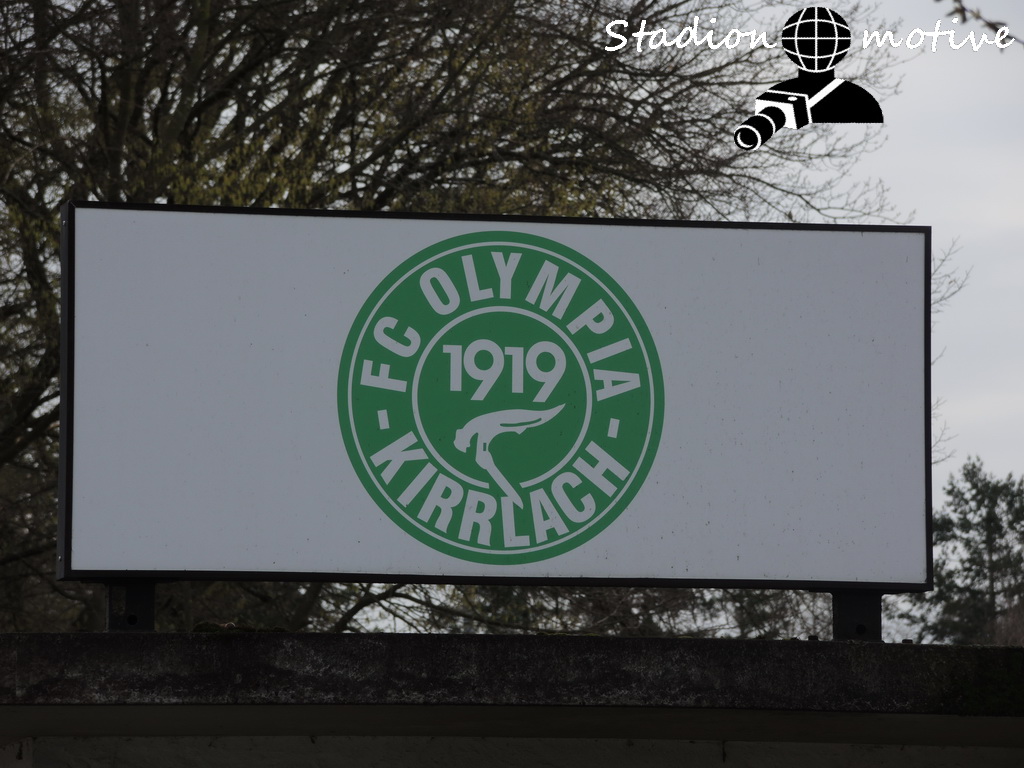 Stadion motive
FC OLYMPIA
1919
- KIRRLACH -